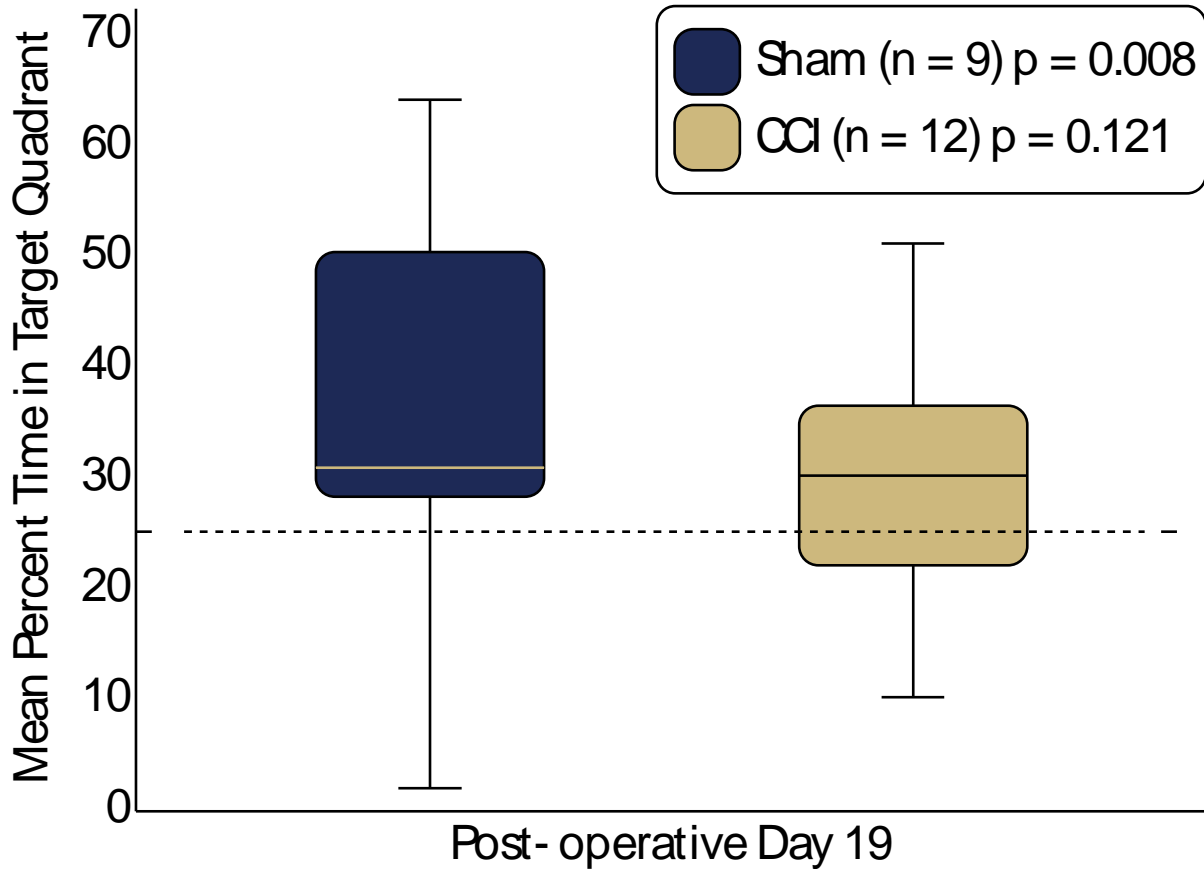 Mean Percent Time in Target Quadrant
70
60
50
40
30
20
10
0
Sham (n = 9) p = 0.008
CCI (n = 12) p = 0.121
Post- operative Day 19